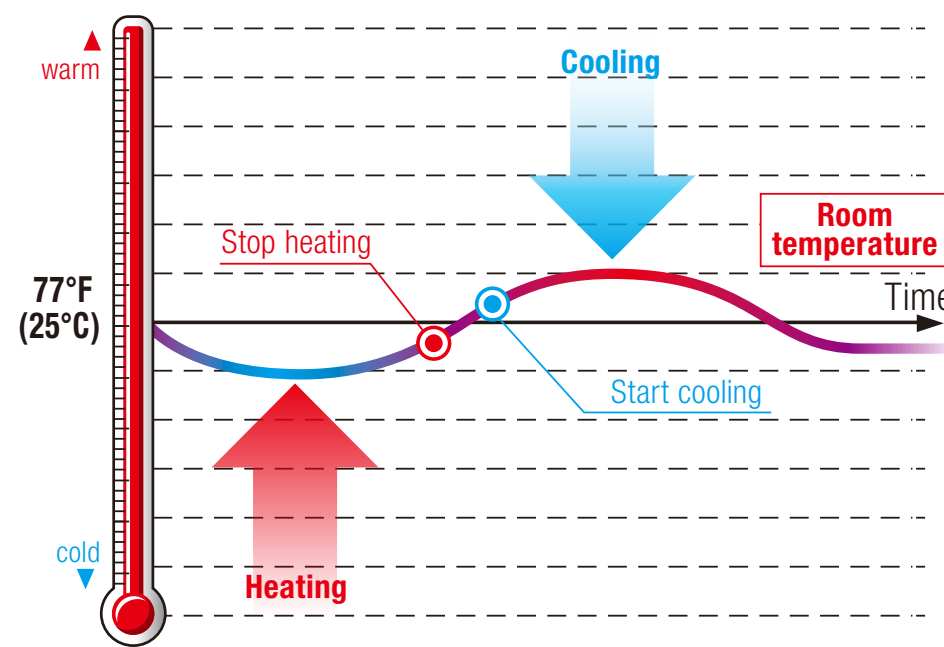 warm
Cooling
Stop heating
Room
temperature
77°F
(25°C)
Time
Start cooling
cold
Heating